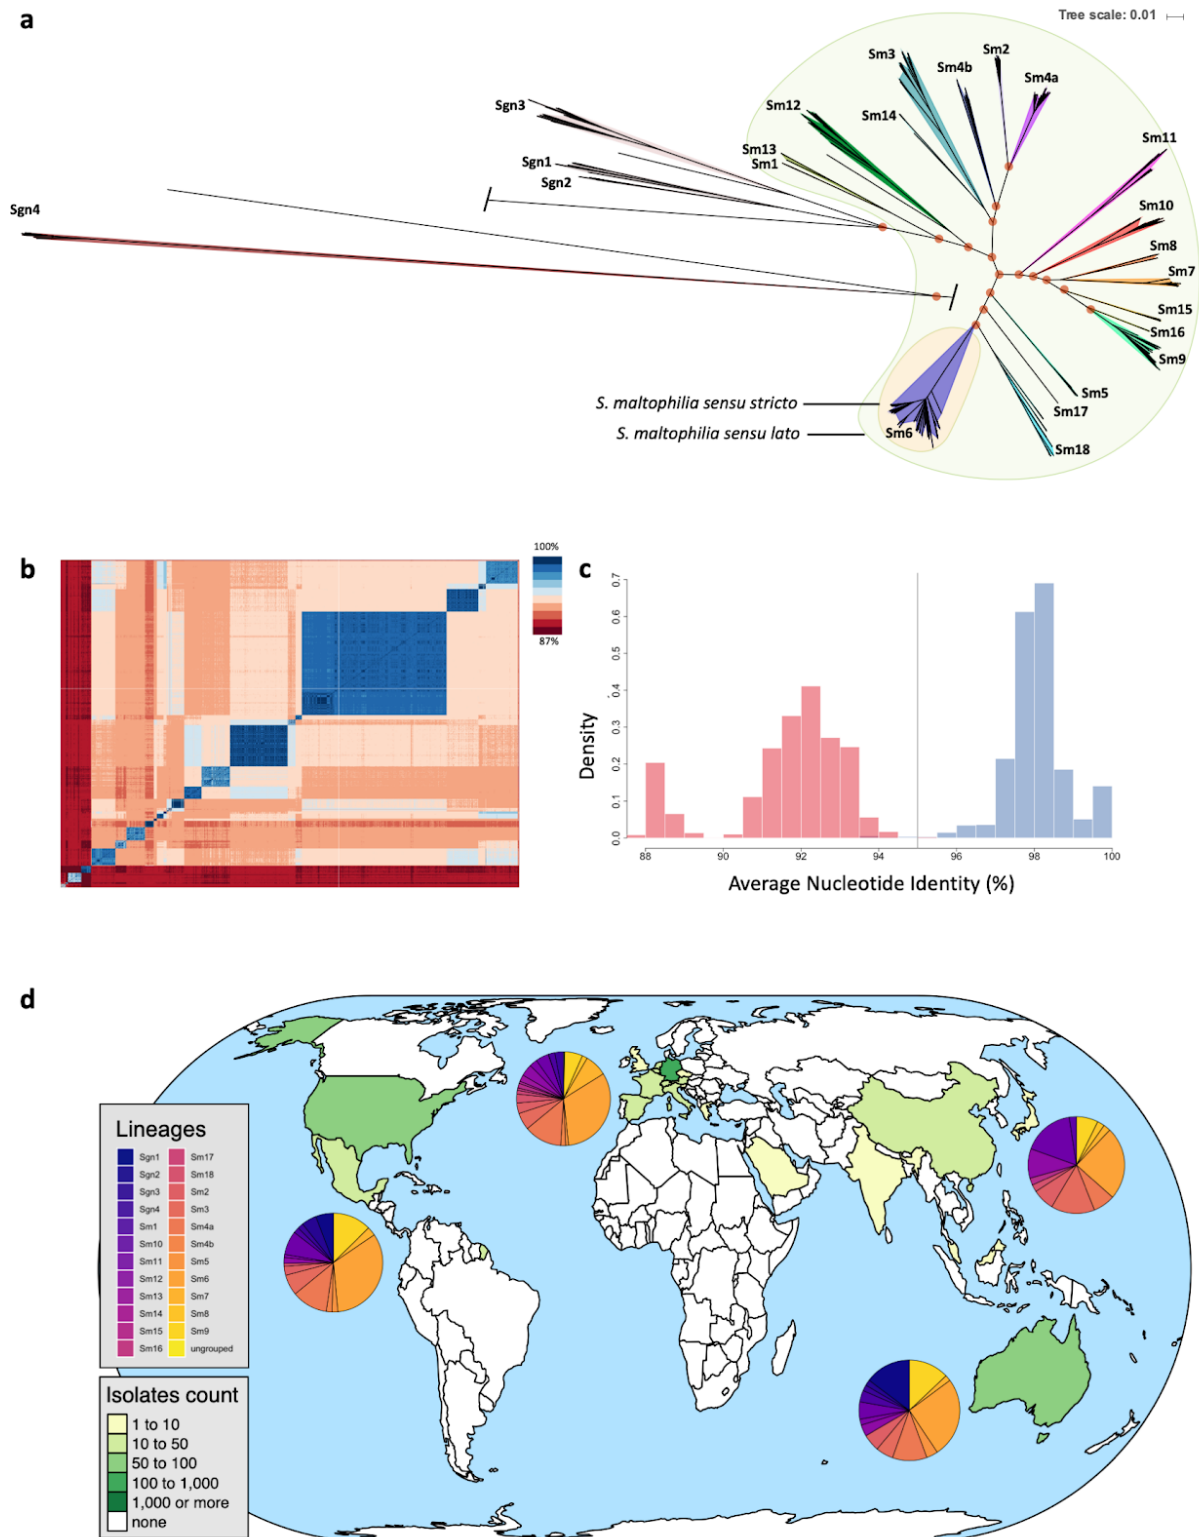 a
Tree scale: 0.01
Sm3
Sm2
Sm4b
Sm4a
Sgn3
Sm12
Sm14
Sm11
Sm13
Sm1
Sgn1
Sgn2
Sm10
Sgn4
Sm8
Sm7
Sm15
Sm16
Sm9
Sm5
S. maltophilia sensu stricto
Sm17
S. maltophilia sensu lato
Sm6
Sm18
b
100%
87%
c
Density
0.0 0.1 0.2 0.3 0.4 0.5 0.6 0.7
88 90 92 94 96 98 100
Average Nucleotide Identity (%)
d
Lineages
Sgn1 Sm17
Sgn2 Sm18
Sgn3 Sm2
Sgn4 Sm3
Sm1 Sm4a
Sm10 Sm4b
Sm11 Sm5
Sm12 Sm6
Sm13 Sm7
Sm14 Sm8
Sm15 Sm9
Sm16 ungrouped
Isolates count
1 to 10
10 to 50
50 to 100
100 to 1,000
1,000 or more
none